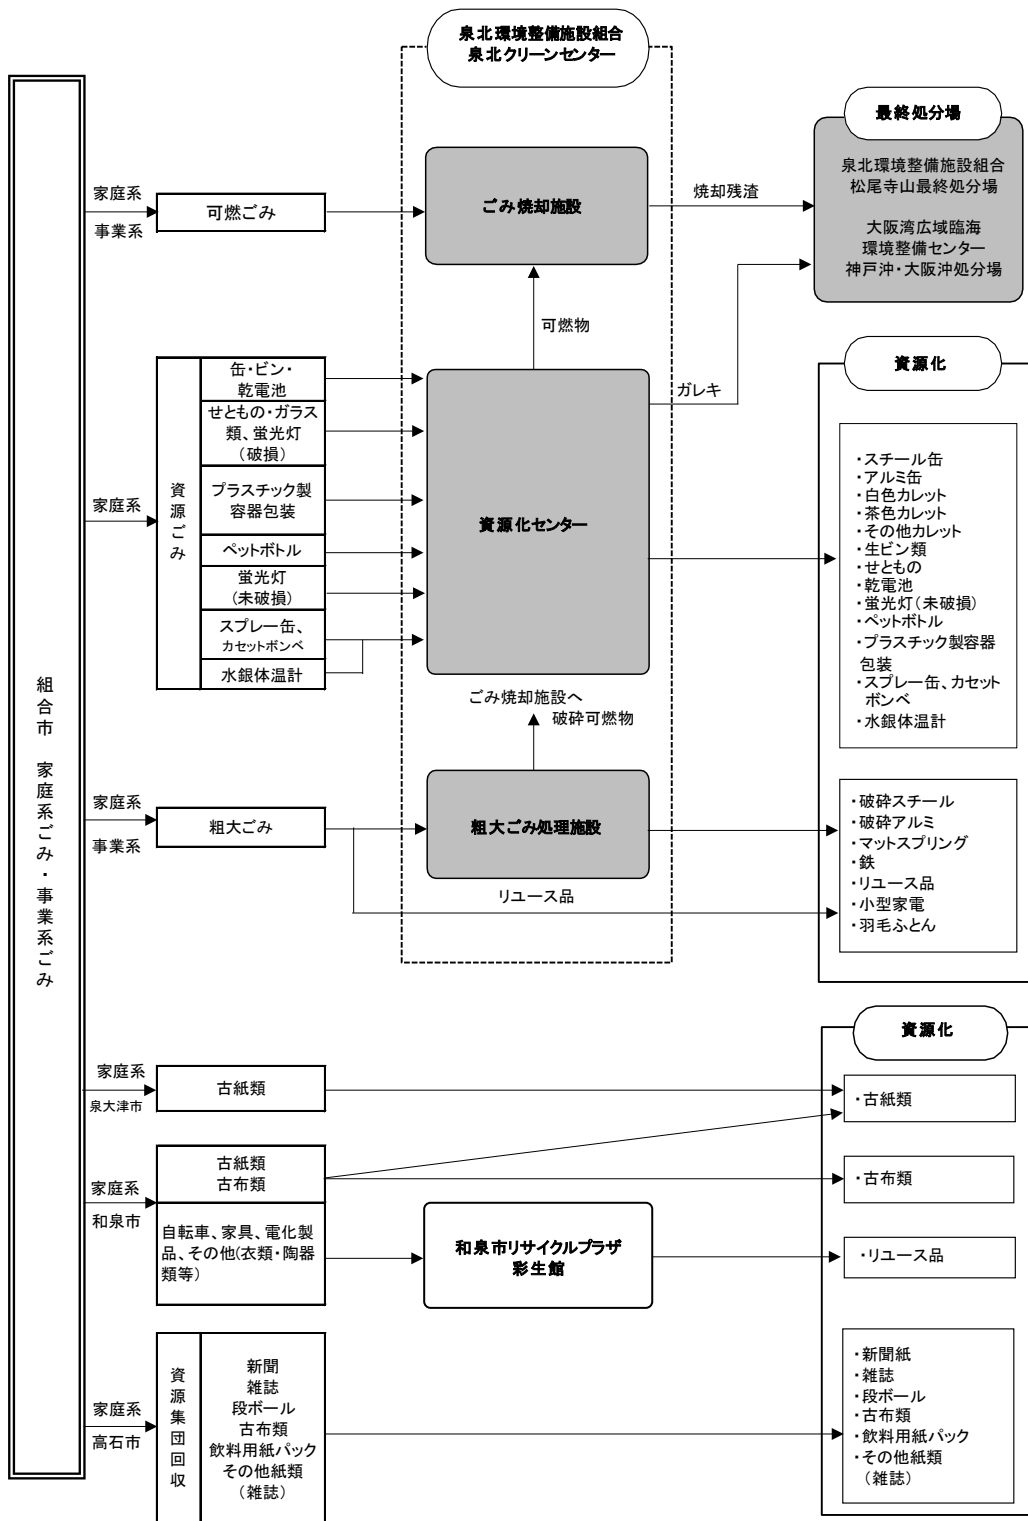 泉北環境整備施設組合
泉北クリーンセンター
最終処分場
泉北環境整備施設組合
松尾寺山最終処分場
大阪湾広域臨海
環境整備センター
神戸沖・大阪沖処分場
組合市　家庭系ごみ・事業系ごみ
家庭系
事業系
可燃ごみ
ごみ焼却施設
焼却残渣
可燃物
家庭系
資源ごみ
缶・ビン・
乾電池
せともの・ガラス
類、蛍光灯
（破損）
プラスチック製
容器包装
ペットボトル
蛍光灯
(未破損)
スプレー缶、
カセットボンベ
水銀体温計
資源化センター
ガレキ
資源化
・スチール缶
・アルミ缶
・白色カレット
・茶色カレット
・その他カレット
・生ビン類
・せともの
・乾電池
・蛍光灯(未破損)
・ペットボトル
・プラスチック製容器
包装
・スプレー缶、カセット
ボンベ
・水銀体温計
ごみ焼却施設へ
破砕可燃物
家庭系
事業系
粗大ごみ
粗大ごみ処理施設
リユース品
・破砕スチール
・破砕アルミ
・マットスプリング
・鉄
・リユース品
・小型家電
・羽毛ふとん
資源化
家庭系
泉大津市
古紙類
・古紙類
家庭系
和泉市
古紙類
古布類
・古布類
自転車、家具、電化製
品、その他(衣類・陶器
類等)
和泉市リサイクルプラザ
彩生館
・リユース品
家庭系
高石市
資源集団回収
新聞
雑誌
段ボール
古布類
飲料用紙パック
その他紙類
（雑誌）
・新聞紙
・雑誌
・段ボール
・古布類
・飲料用紙パック
・その他紙類
（雑誌）